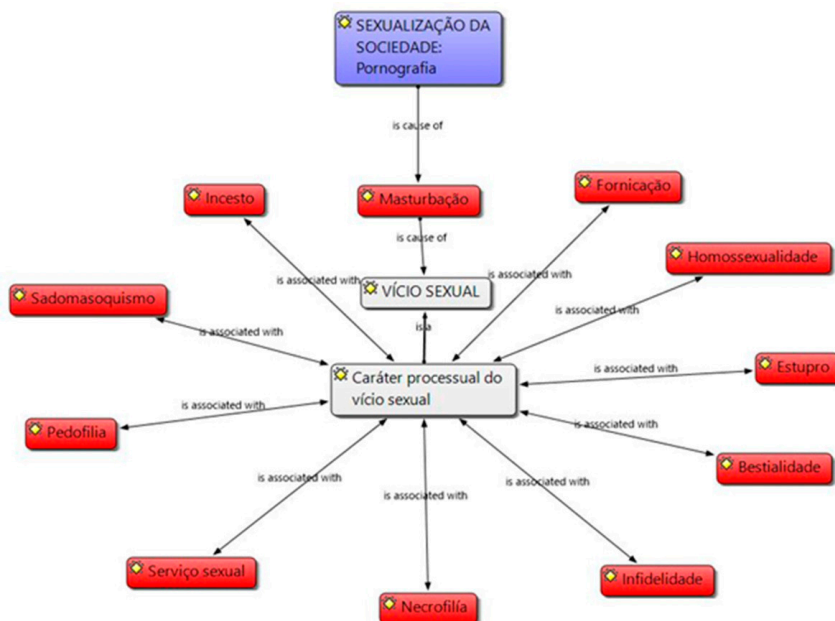 SEXUALIZAÇÃO DA
SOCIEDADE:
Pornografia
is cause of
Incesto
Masturbação
Fornicação
is cause of
Homossexualidade
is associated with
is associated with
is associated with
Sadomasoquismo
VÍCIO SEXUAL
is associated with
is a
Estupro
is associated with
Caráter processual do
vício sexual
is associated with
Pedofilia
is associated with
Bestialidade
is associated with
is associated with
is associated with
Serviço sexual
Infidelidade
Necrofilía